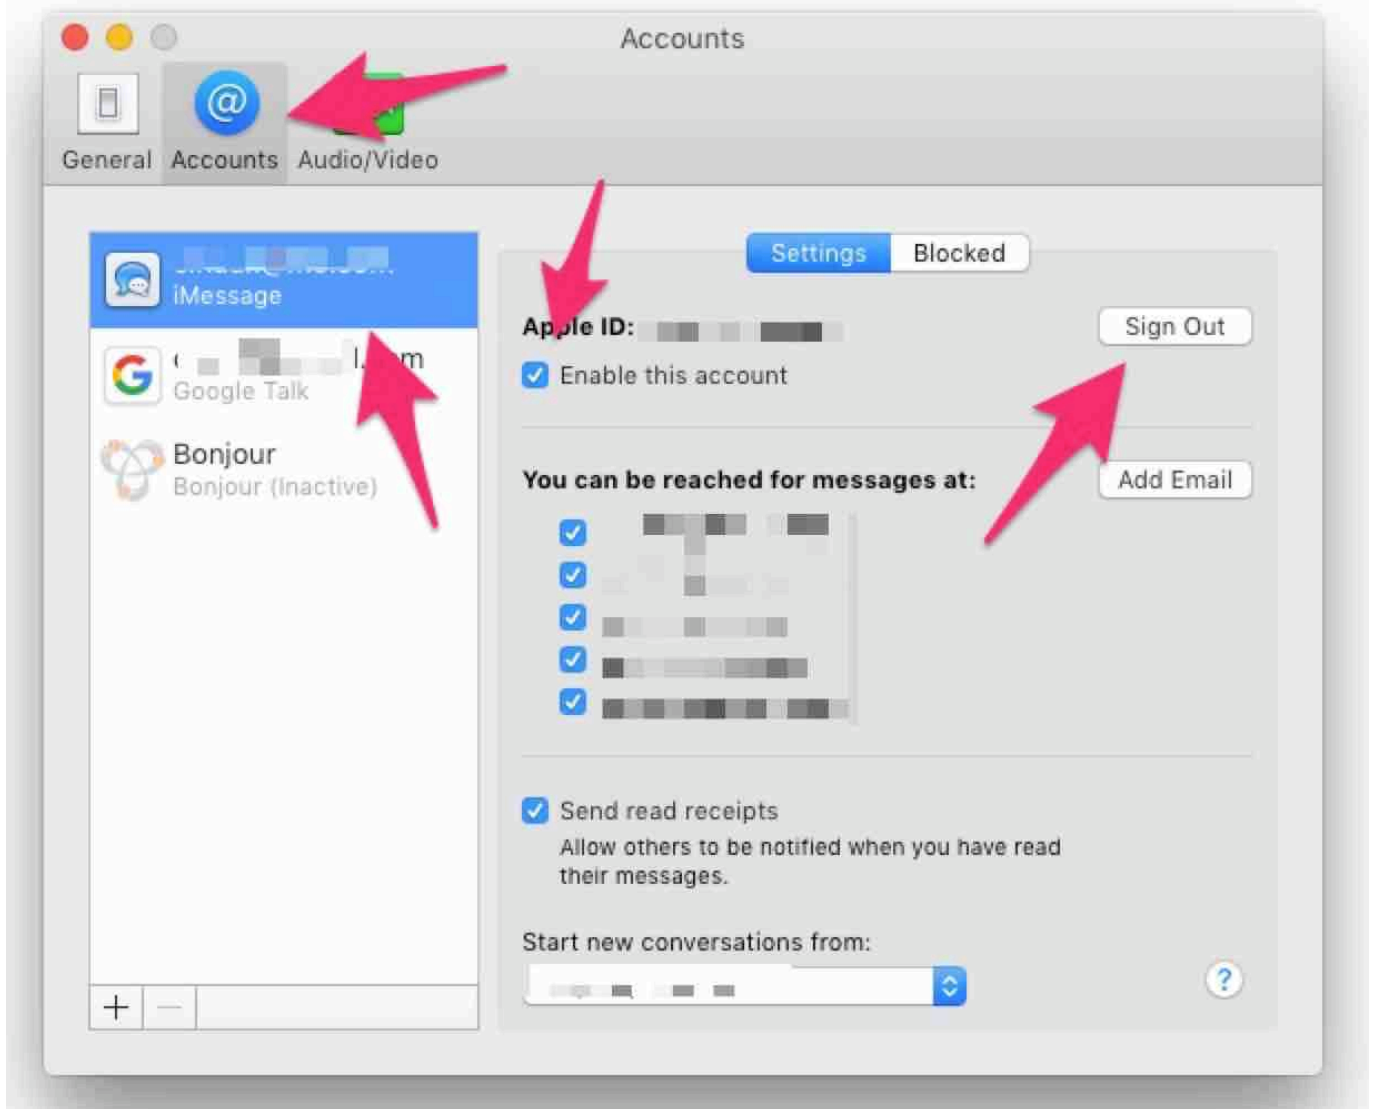 Accounts
General Accounts Audio/Video
Settings Blocked
iMessage
Apple ID:
Sign Out
Enable this account
Google Talk
Bonjour
Bonjour (Inactive)
You can be reached for messages at:
Add Email
Send read receipts
Allow others to be notified when you have read
their messages.
Start new conversations from:
?